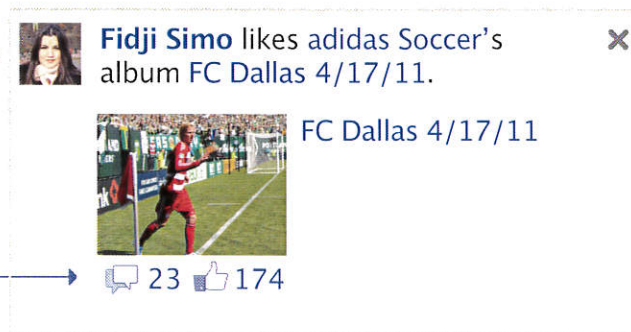 Fidji Simo likes adidas Soccer's
album FC Dallas 4/17/11.
FC Dallas 4/17/11
23 174